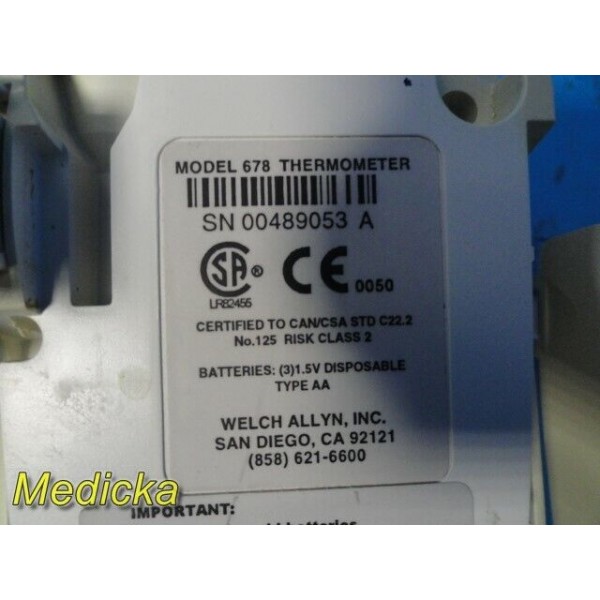 MODEL 678 THERMOMETER
SN 00489053 A
CSA ® CE 0050
LR82455
CERTIFIED TO CAN/CSA STD C22.2
No.125 RISK CLASS 2
BATTERIES: (3)1.5V DISPOSABLE
TYPE AA
WELCH ALLYN, INC.
SAN DIEGO, CA 92121
(858) 621-6600
Medicka
IMPORTANT:
batteries